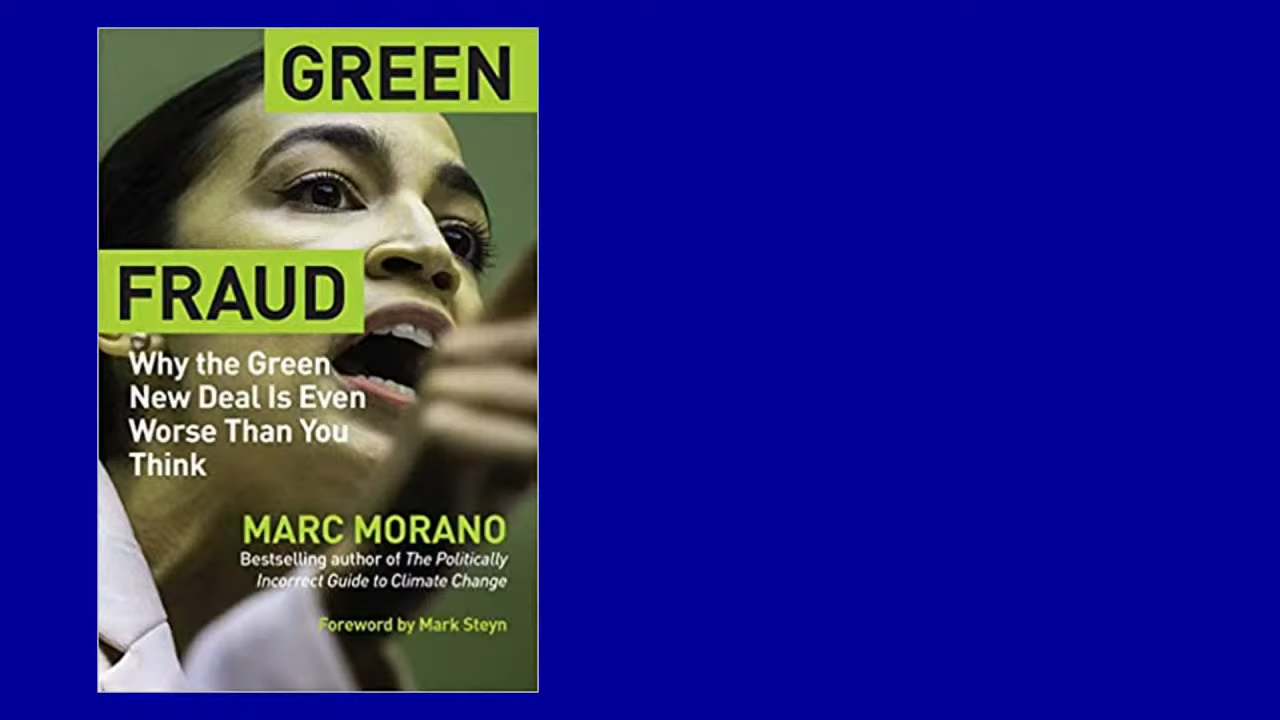 GREEN
FRAUD
Why the Green
New Deal Is Even
Worse Than You
Think
MARC MORANO
Bestselling author of The Politically
Incorrect Guide to Climate Change
Foreword by Mark Steyn